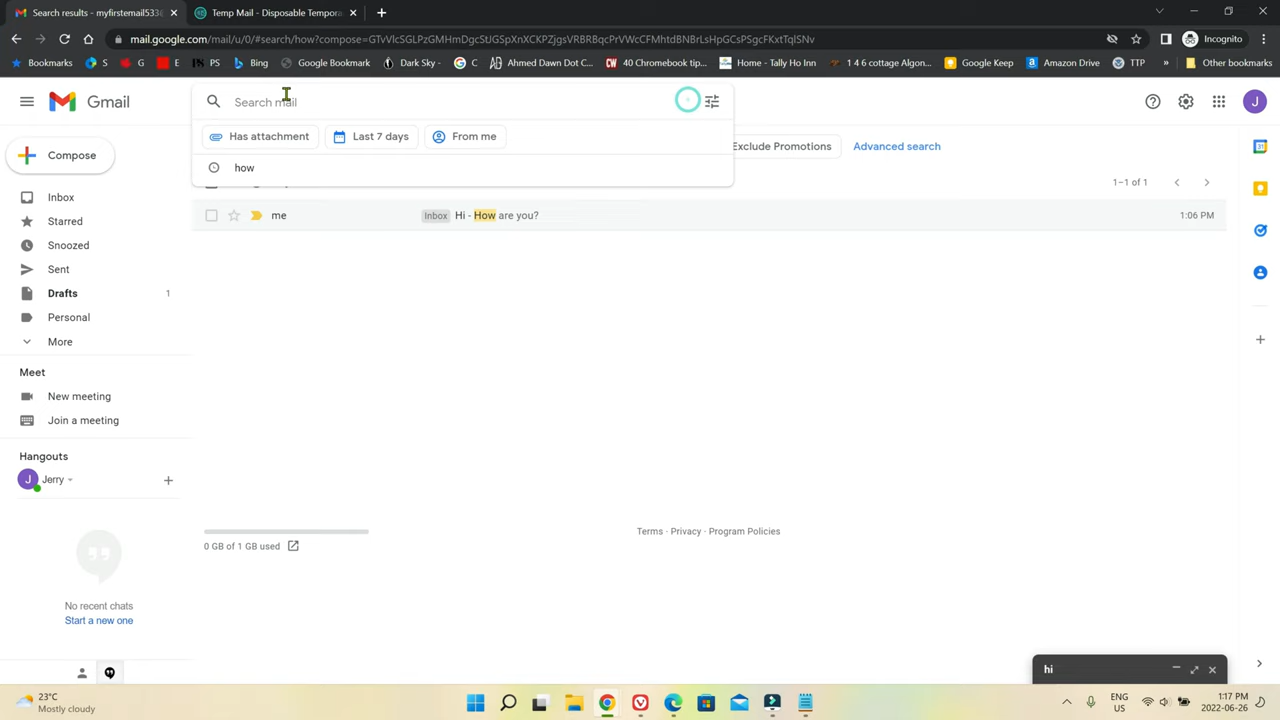 Search results - myfirstemail533@
Temp Mail - Disposable Tempora
mail.google.com/mail/u/0/#search/how?compose=GTvVlcSGLPzGMHmDgcStJGSpXnXCKPZjgsVRBRBqcPrVWcCFMhtdBNBrLsHpGCsPSgcFKxtTqlSNv
Incognito
Bookmarks
S
G
E
PS
Bing
Google Bookmark
Dark Sky -
C
Ahmed Dawn Dot C...
40 Chromebook tip...
Home - Tally Ho Inn
1 4 6 cottage Algon...
Google Keep
Amazon Drive
TTP
»
Other bookmarks
Gmail
Search mail
J
Has attachment
Last 7 days
From me
Exclude Promotions
Advanced search
Compose
how
1–1 of 1
Inbox
me
Inbox
Hi - How are you?
1:06 PM
Starred
Snoozed
Sent
Drafts
1
Personal
More
Meet
New meeting
Join a meeting
Hangouts
J
Jerry
Terms · Privacy · Program Policies
0 GB of 1 GB used
No recent chats
Start a new one
hi
23°C
Mostly cloudy
ENG
US
1:17 PM
2022-06-26